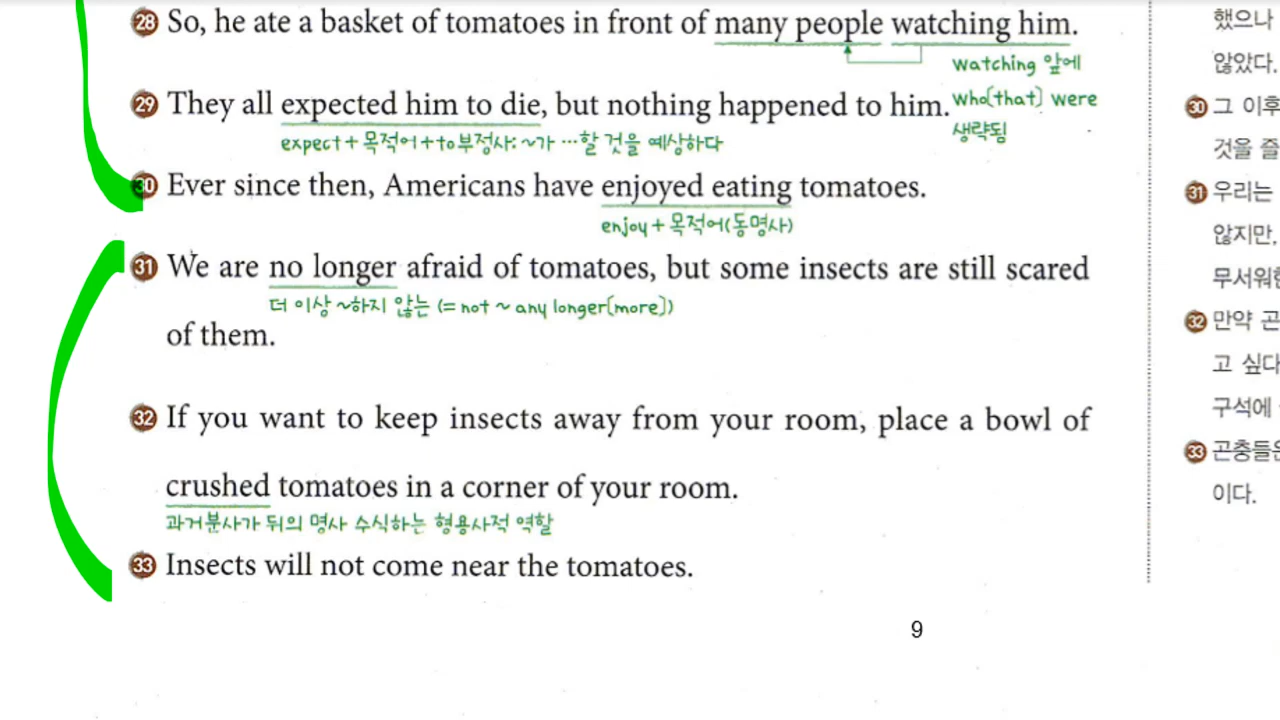 28 So, he ate a basket of tomatoes in front of many people watching him.
watching 앞에
who[that] were
생략됨
29 They all expected him to die, but nothing happened to him.
expect + 목적어 + to부정사: ~가 …할 것을 예상하다
30 Ever since then, Americans have enjoyed eating tomatoes.
enjoy + 목적어(동명사)
31 We are no longer afraid of tomatoes, but some insects are still scared
더 이상 ~하지 않는 (= not ~ any longer[more])
of them.
32 If you want to keep insects away from your room, place a bowl of
crushed tomatoes in a corner of your room.
과거분사가 뒤의 명사 수식하는 형용사적 역할
33 Insects will not come near the tomatoes.
9
했으나
않았다.
30 그 이후
것을 즐
31 우리는
않지만,
무서워
32 만약 곤
고 싶다
구석에
33 곤충들은
이다.